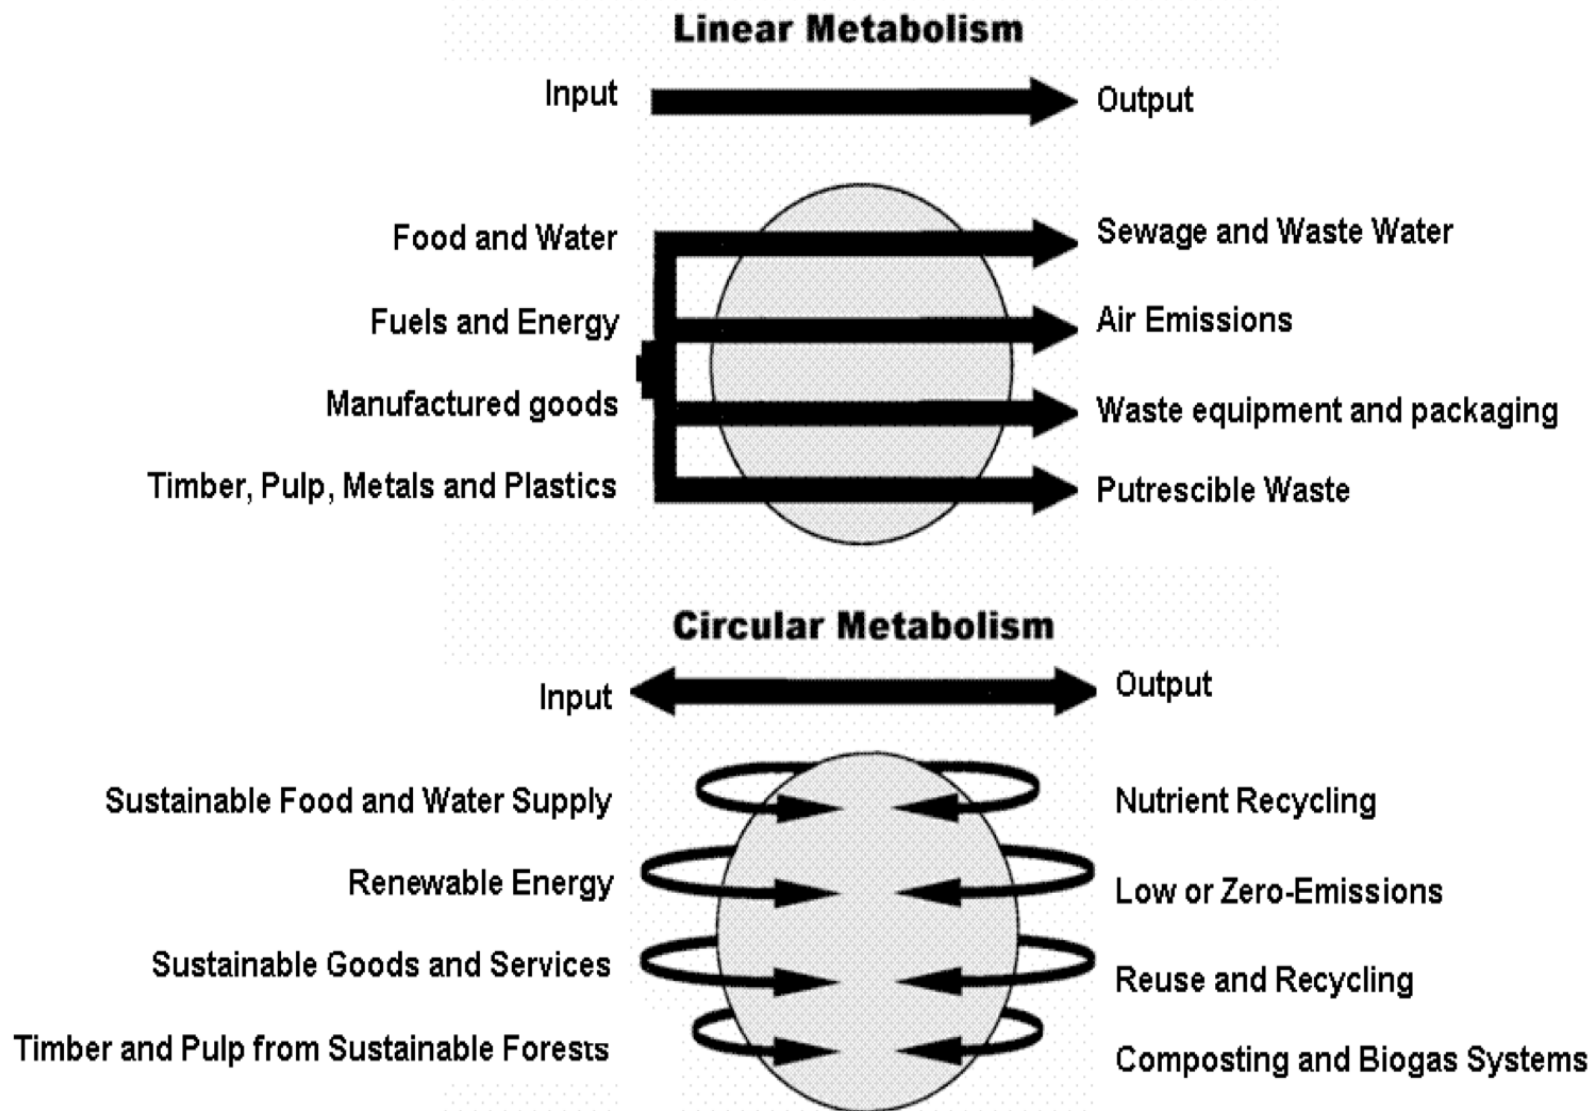 Linear Metabolism
Input
Output
Food and Water
Sewage and Waste Water
Fuels and Energy
Air Emissions
Manufactured goods
Waste equipment and packaging
Timber, Pulp, Metals and Plastics
Putrescible Waste
Circular Metabolism
Input
Output
Sustainable Food and Water Supply
Nutrient Recycling
Renewable Energy
Low or Zero-Emissions
Sustainable Goods and Services
Reuse and Recycling
Timber and Pulp from Sustainable Forests
Composting and Biogas Systems